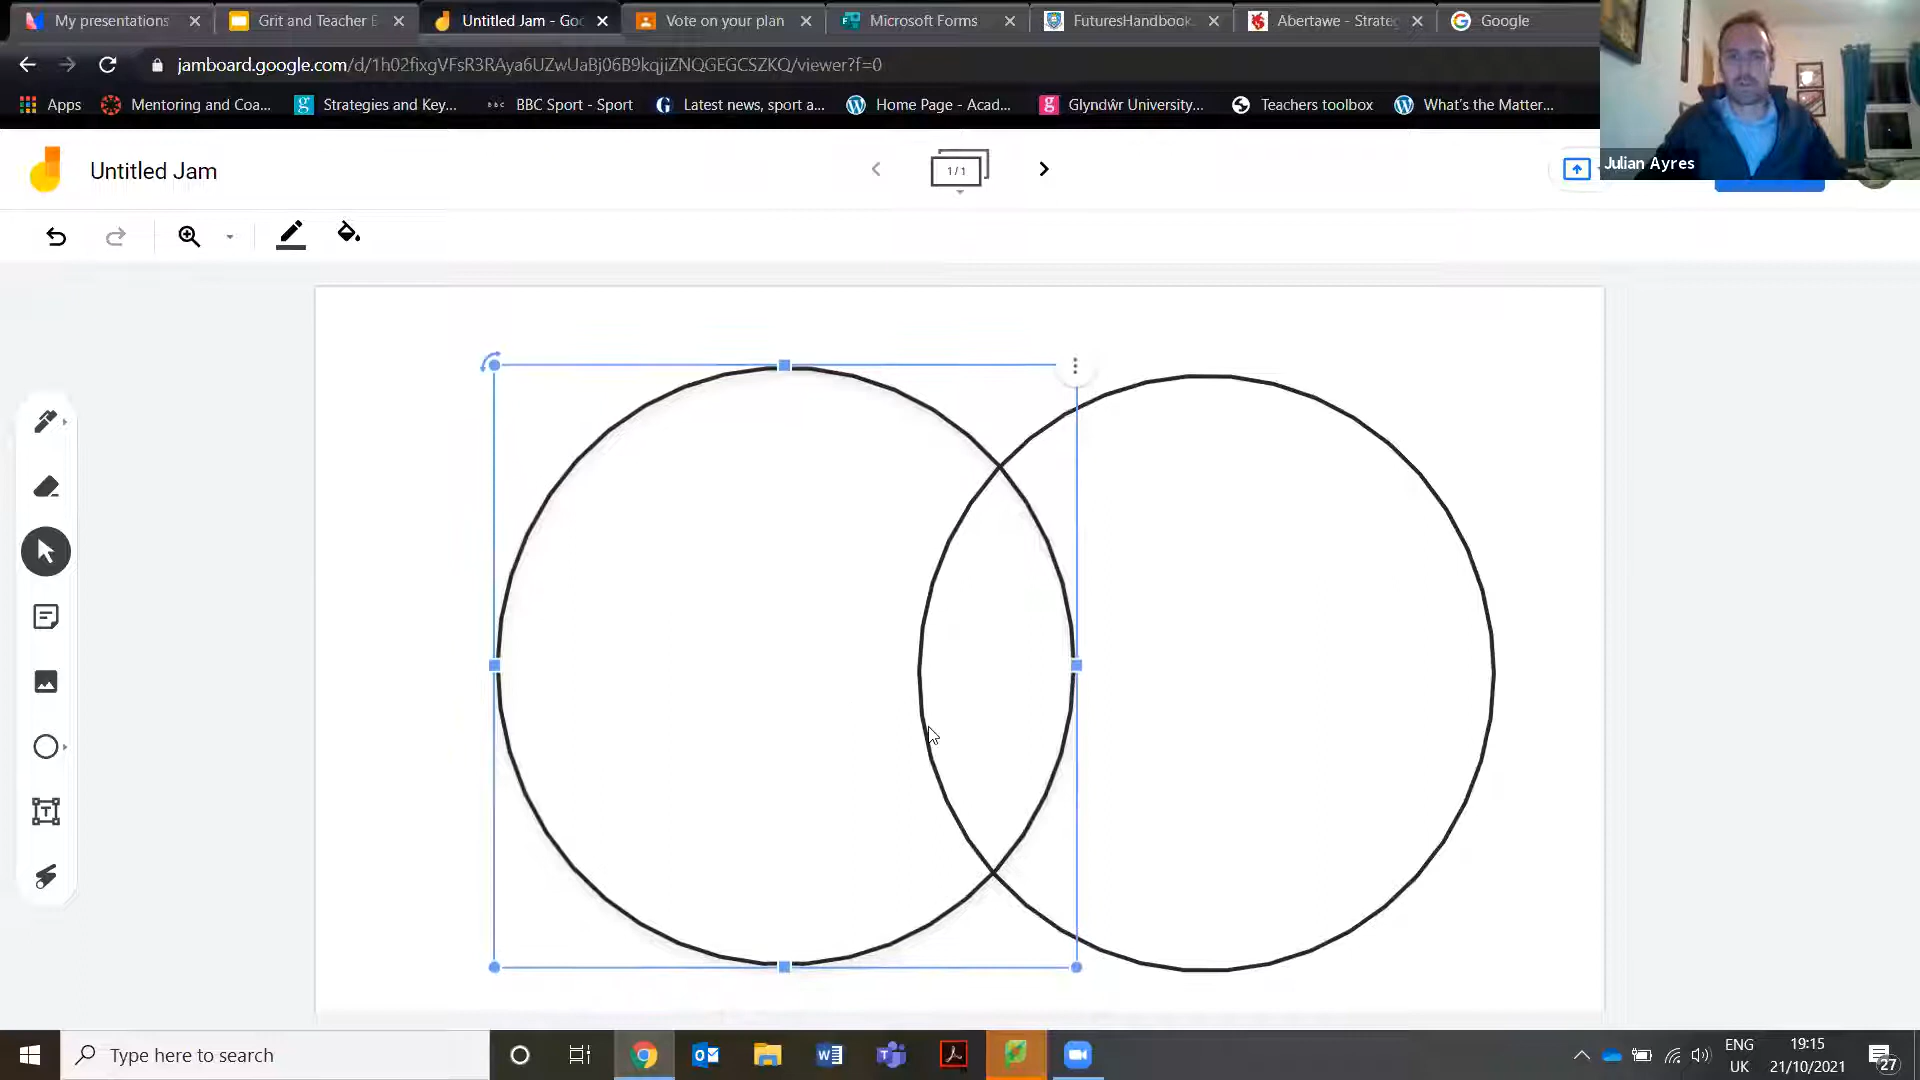 My presentations
Grit and Teacher E
Untitled Jam - Goo
Vote on your plan
Microsoft Forms
FuturesHandbook.
Abertawe - Strateg
Google
jamboard.google.com/d/1h02fixgVFsR3RAya6UZwUaBj06B9kqjiZNQGEGCSZKQ/viewer?f=0
Apps
Mentoring and Coa...
Strategies and Key...
BBC Sport - Sport
Latest news, sport a...
Home Page - Acad...
Glyndŵr University...
Teachers toolbox
What's the Matter...
Julian Ayres
Untitled Jam
1/1
Type here to search
ENG
UK
19:15
21/10/2021
27